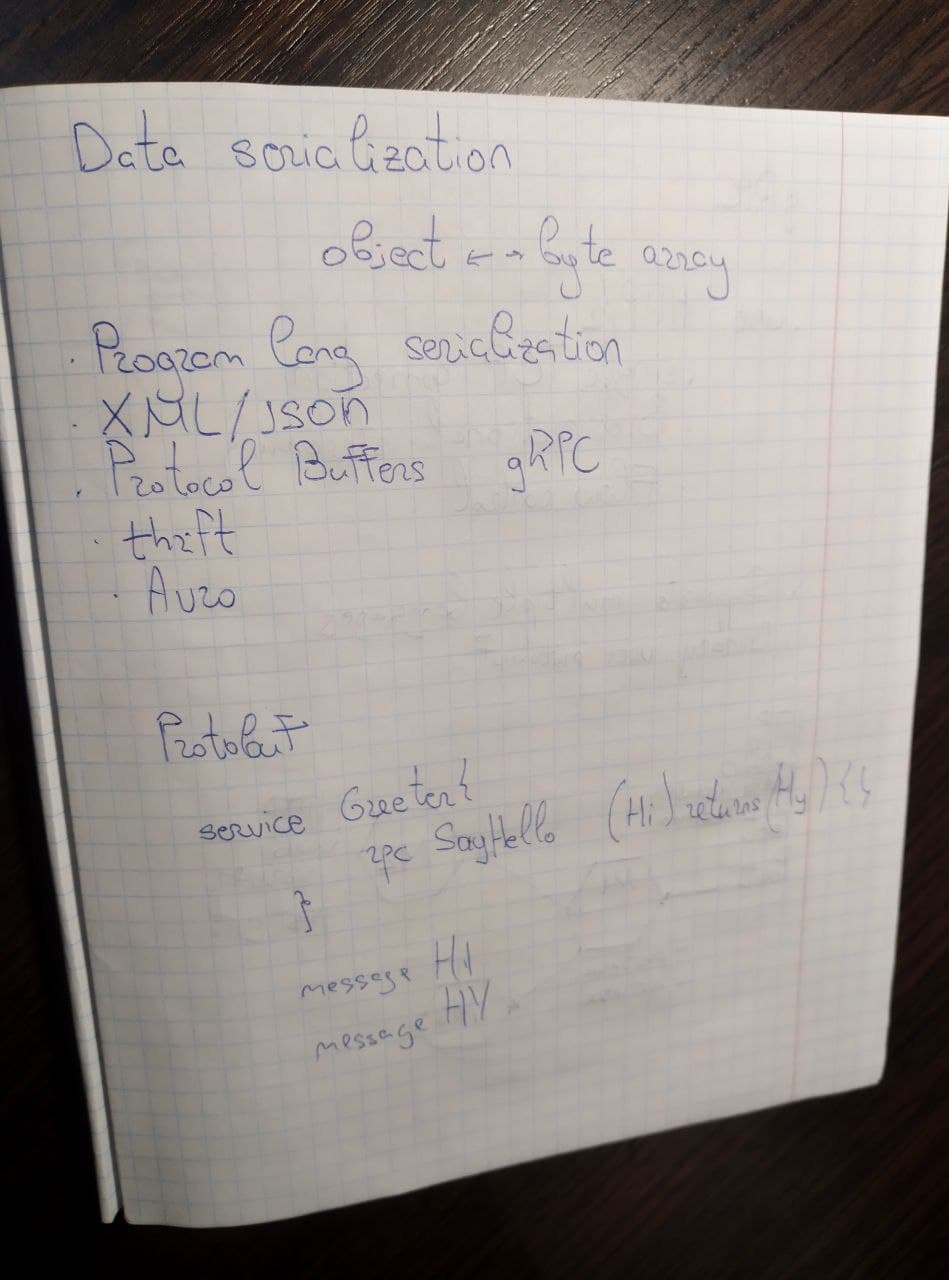 Data serialization
object ← → byte array
· Program lang serialization
· XML/JSON
· Protocol Buffers gRPC
· thrift
· Avro
Protobuf
service Greeter{
rpc SayHello (Hi) returns (Hy) {}
}
message Hi
message HY